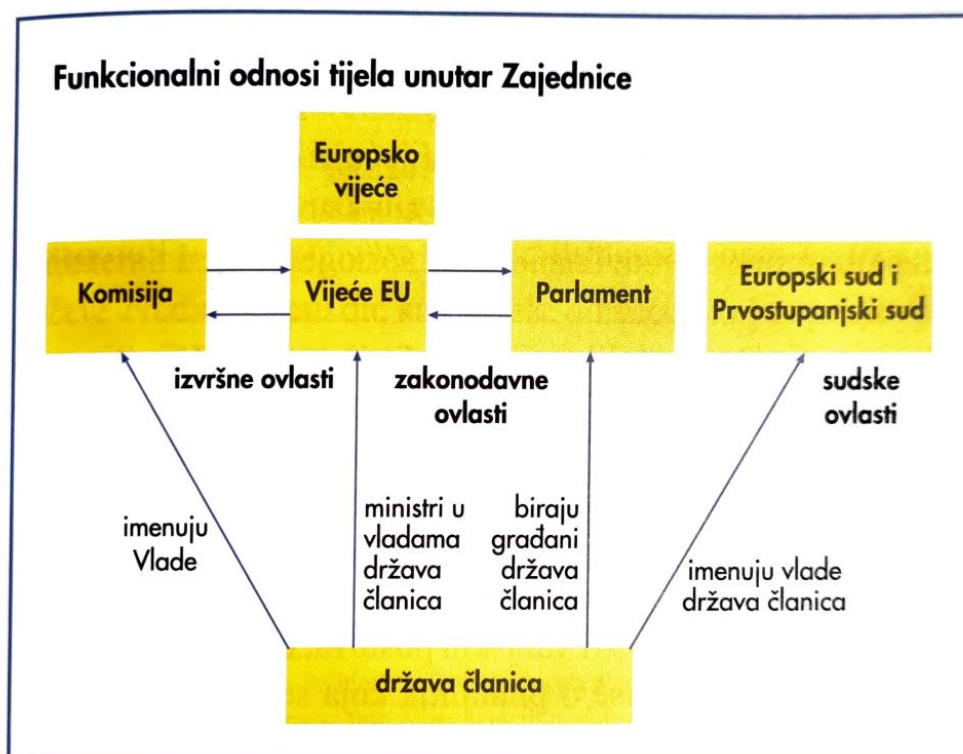 Funkcionalni odnosi tijela unutar Zajednice
Europsko
vijeće
Komisija
Vijeće EU
Parlament
Europski sud i
Prvostupanjski sud
izvršne ovlasti
zakonodavne
ovlasti
sudske
ovlasti
imenuju
Vlade
ministri u
vladama
država
članica
biraju
građani
država
članica
imenuju vlade
država članica
država članica